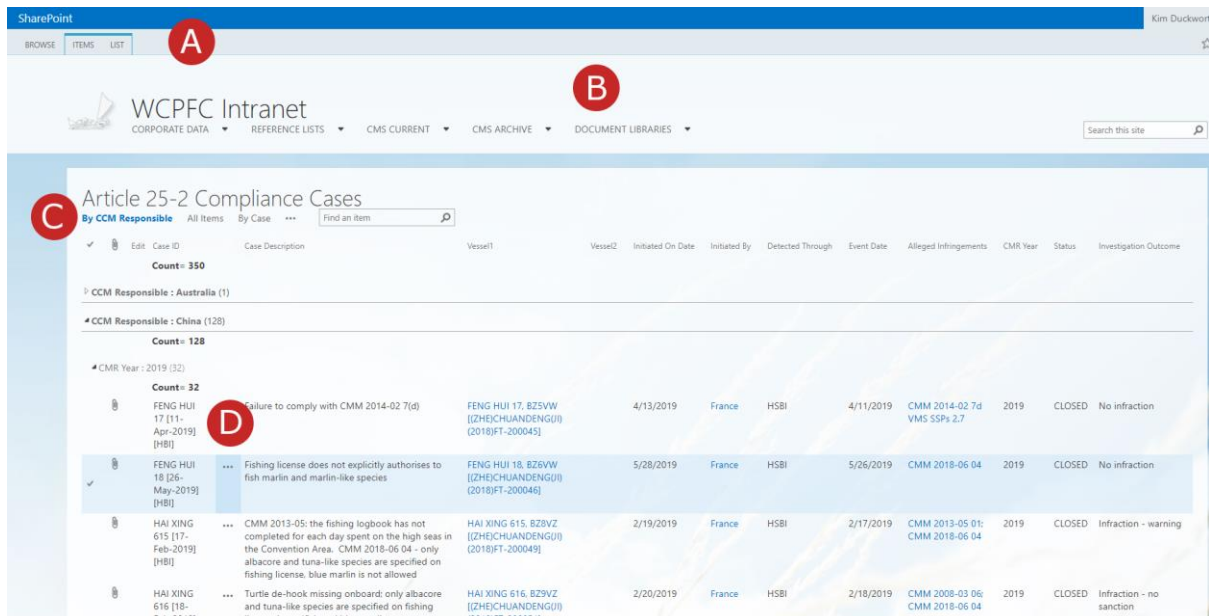 SharePoint
Kim Duckwort
BROWSE ITEMS LIST
A
B
WCPFC Intranet
CORPORATE DATA REFERENCE LISTS CMS CURRENT CMS ARCHIVE DOCUMENT LIBRARIES
Search this site
Article 25-2 Compliance Cases
C
By CCM Responsible All Items By Case ••• Find an item
Edit Case ID Case Description Vessel1 Vessel2 Initiated On Date Initiated By Detected Through Event Date Alleged Infringements CMR Year Status Investigation Outcome
Count= 350
CCM Responsible : Australia (1)
CCM Responsible : China (128)
Count= 128
CMR Year : 2019 (32)
Count= 32
D
FENG HUI Failure to comply with CMM 2014-02 7(d) FENG HUI 17, BZ5VW 4/13/2019 France HSBI 4/11/2019 CMM 2014-02 7d 2019 CLOSED No infraction
17 [11- [(ZHE)CHUANDENG(JI) VMS SSPs 2.7
Apr-2019] (2018)FT-200045]
[HBI]
FENG HUI ••• Fishing license does not explicitly authorises to FENG HUI 18, BZ6VW 5/28/2019 France HSBI 5/26/2019 CMM 2018-06 04 2019 CLOSED No infraction
18 [26- fish marlin and marlin-like species [(ZHE)CHUANDENG(JI)
May-2019] (2018)FT-200046]
[HBI]
HAI XING ••• CMM 2013-05: the fishing logbook has not HAI XING 615, BZ8VZ 2/19/2019 France HSBI 2/17/2019 CMM 2013-05 01; 2019 CLOSED Infraction - warning
615 [17- completed for each day spent on the high seas in [(ZHE)CHUANDENG(JI) CMM 2018-06 04
Feb-2019] the Convention Area. CMM 2018-06 04 - only (2018)FT-200049]
[HBI] albacore and tuna-like species are specified on
fishing license, blue marlin is not allowed
HAI XING ••• Turtle de-hook missing onboard; only albacore HAI XING 616, BZ9VZ 2/20/2019 France HSBI 2/18/2019 CMM 2008-03 06; 2019 CLOSED Infraction - no
616 [18- and tuna-like species are specified on fishing [(ZHE)CHUANDENG(JI) CMM 2018-06 04 sanction